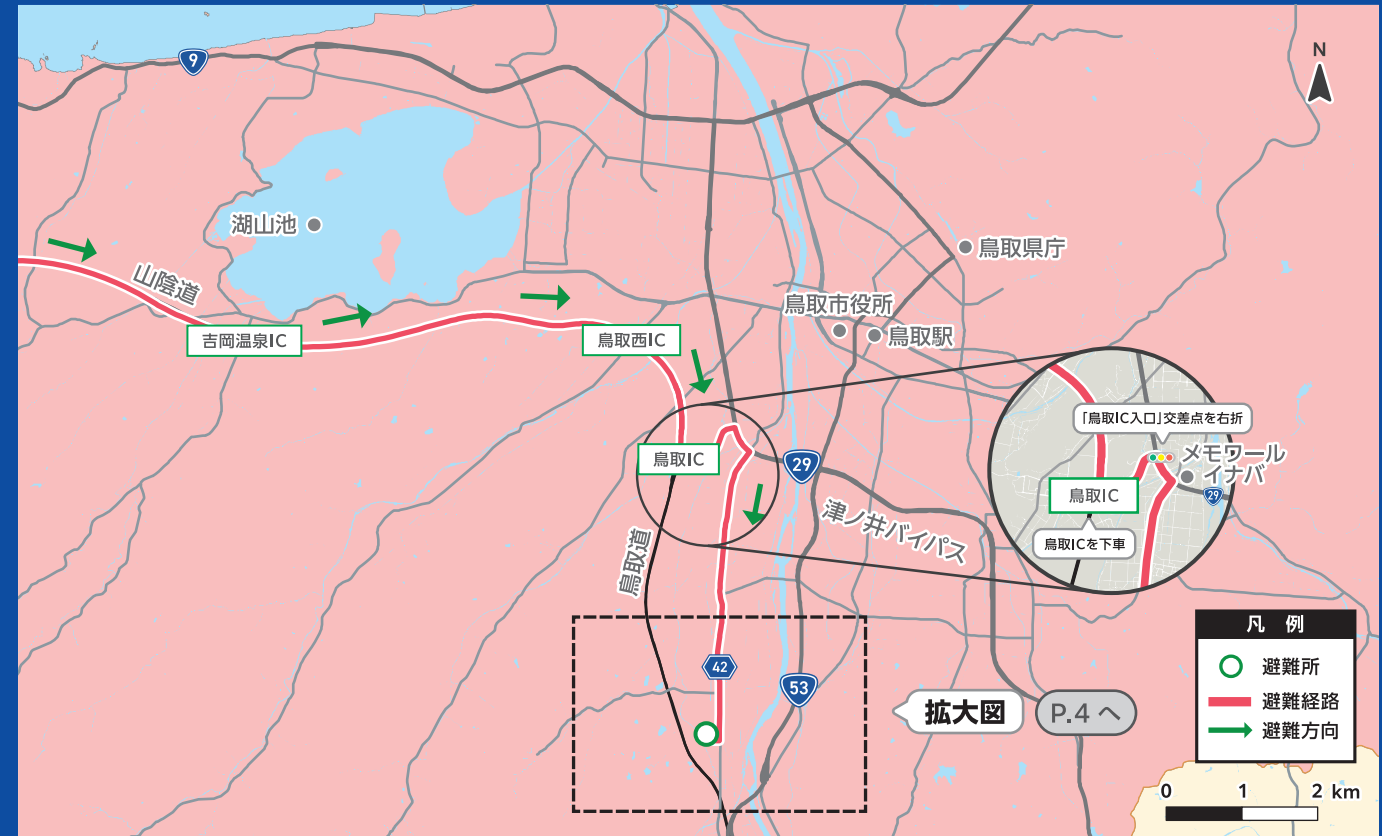 N
9
湖山池
鳥取県庁
山陰道
鳥取市役所
鳥取駅
吉岡温泉IC
鳥取西IC
「鳥取IC入口」交差点を右折
メモワール
イナバ
鳥取IC
29
鳥取IC
29
津ノ井バイパス
鳥取ICを下車
鳥取道
凡 例
避難所
避難経路
避難方向
42
53
拡大図
P.4 へ
0 1 2 km